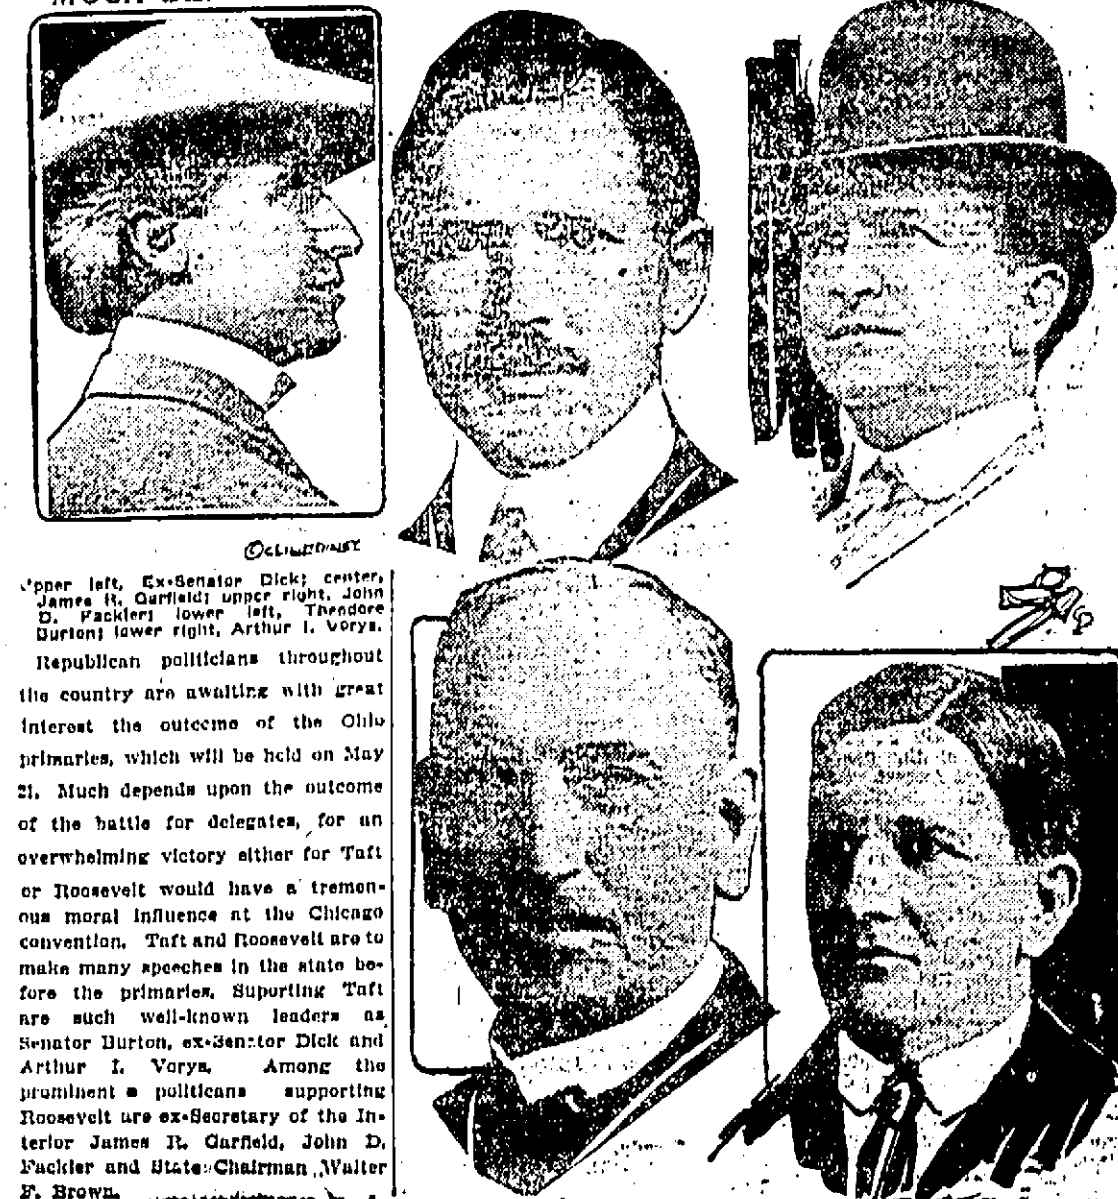 Upper left, Ex-Senator Dick; center,
James R. Garfield; upper right, John
D. Fackler; lower left, Theodore
Burton; lower right, Arthur I. Vorys.
Republican politicians throughout
the country are awaiting with great
interest the outcome of the Ohio
primaries, which will be held on May
21. Much depends upon the outcome
of the battle for delegates, for an
overwhelming victory either for Taft
or Roosevelt would have a tremen-
ous moral influence at the Chicago
convention. Taft and Roosevelt are to
make many speeches in the state be-
fore the primaries. Suporting Taft
are such well-known leaders as
Senator Burton, ex-Senator Dick and
Arthur I. Vorys. Among the
prominent politicans supporting
Roosevelt are ex-Secretary of the In-
terior James R. Garfield, John D.
Fackler and State Chairman Walter
F. Brown.